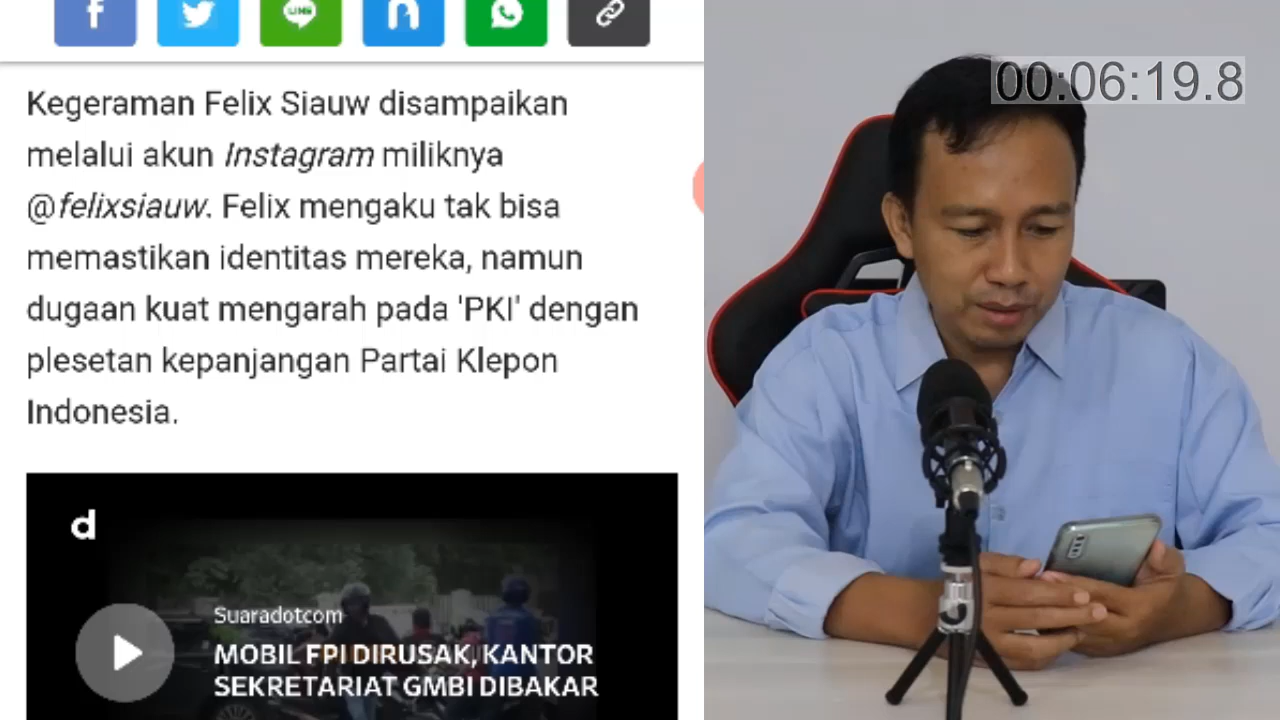 LINE
00:06:19.8
Kegeraman Felix Siauw disampaikan
melalui akun Instagram miliknya
@felixsiauw. Felix mengaku tak bisa
memastikan identitas mereka, namun
dugaan kuat mengarah pada 'PKI' dengan
plesetan kepanjangan Partai Klepon
Indonesia.
d
Suaradotcom
MOBIL FPI DIRUSAK, KANTOR
SEKRETARIAT GMBI DIBAKAR